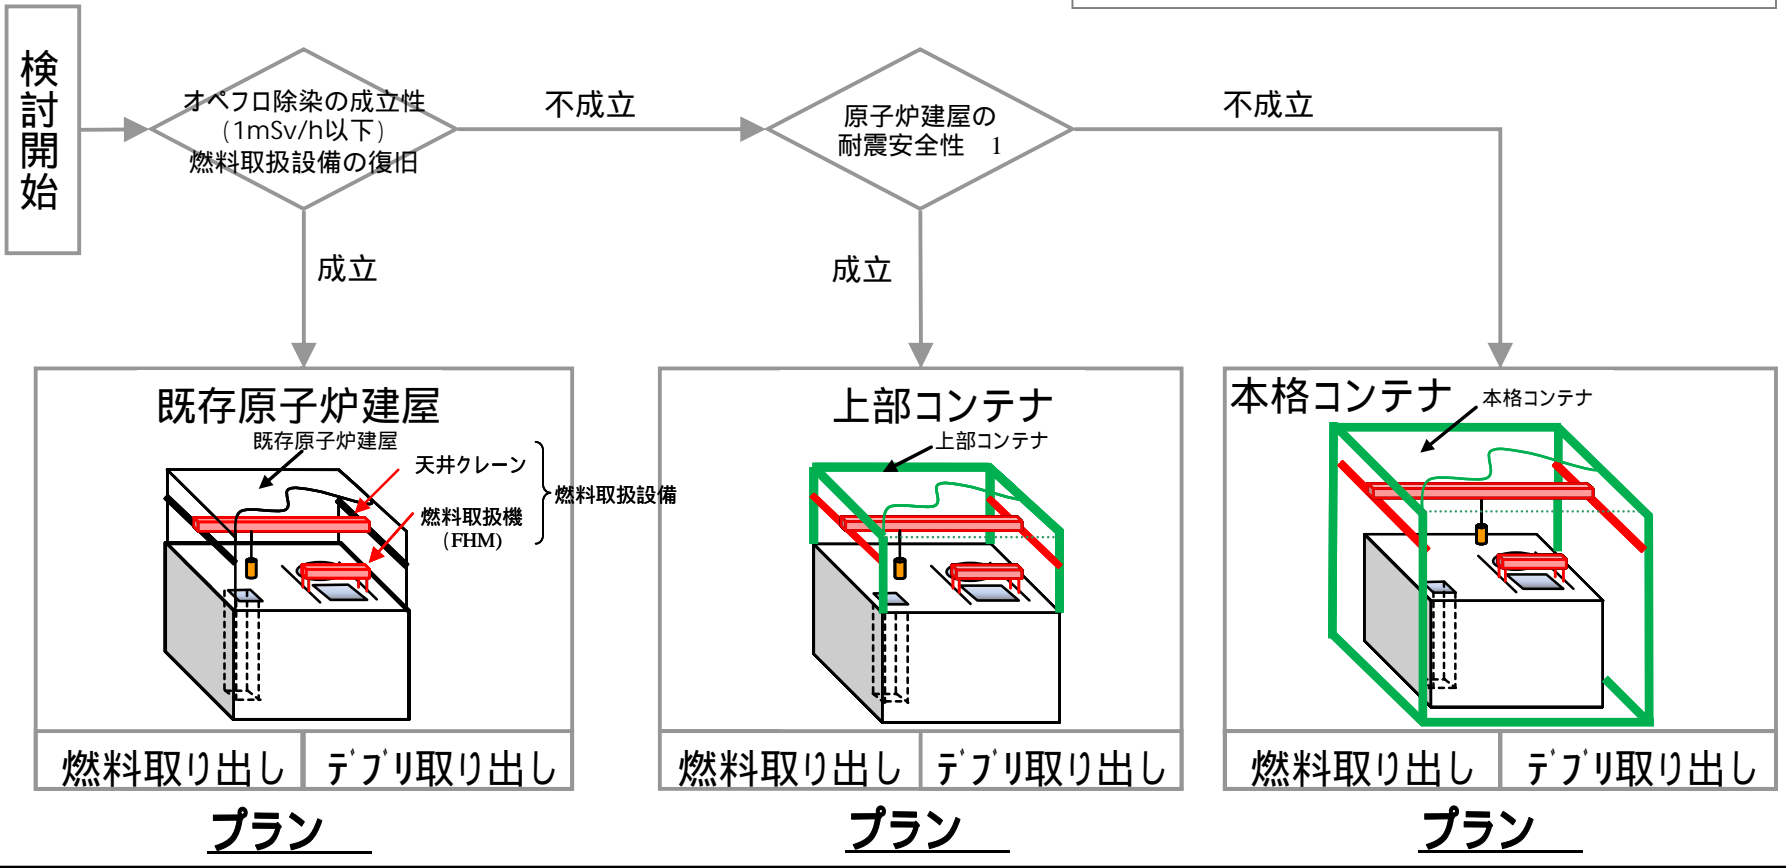 検討開始
オペフロ除染の成立性
(1mSv/h以下)
燃料取扱設備の復旧
不成立
原子炉建屋の
耐震安全性 1
不成立
成立
成立
既存原子炉建屋
既存原子炉建屋
天井クレーン
燃料取扱機
(FHM)
燃料取扱設備
燃料取り出し
デブリ取り出し
プラン
上部コンテナ
上部コンテナ
燃料取り出し
デブリ取り出し
プラン
本格コンテナ
本格コンテナ
燃料取り出し
デブリ取り出し
プラン